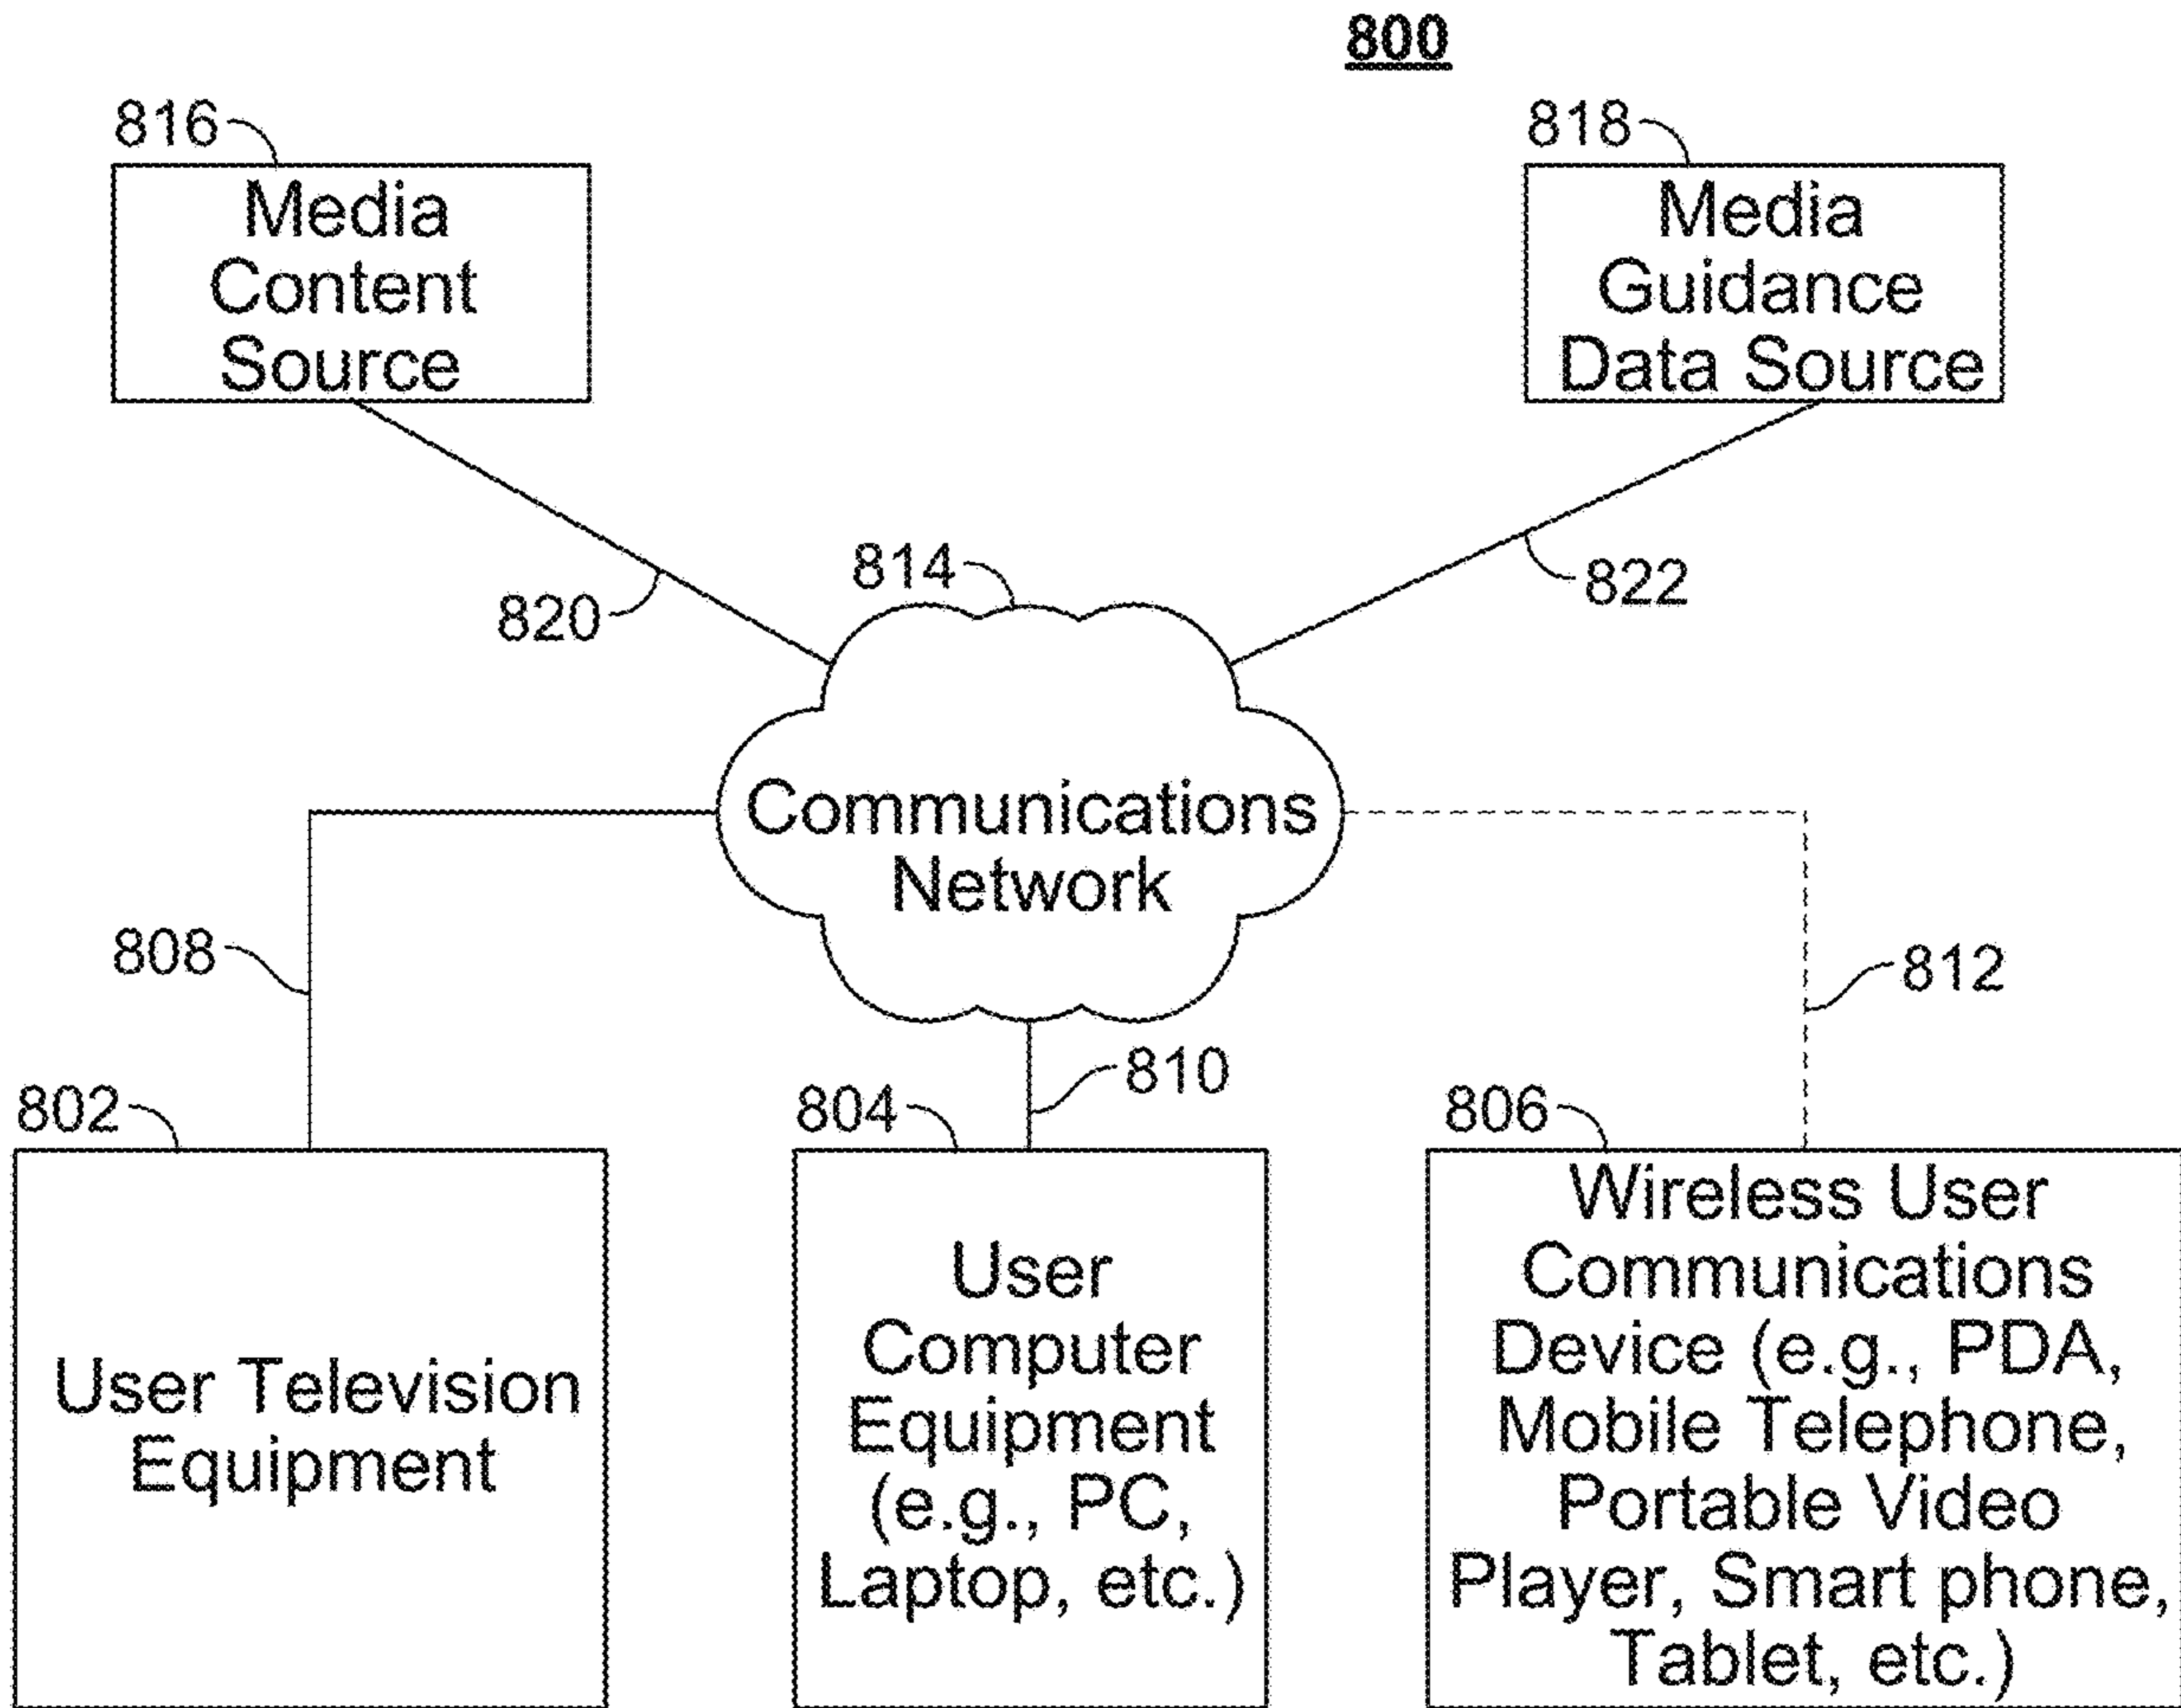 800
816
Media
Content
Source
818
Media
Guidance
Data Source
820
814
822
Communications
Network
808
812
810
802
User Television
Equipment
804
User
Computer
Equipment
(e.g., PC,
Laptop, etc.)
806
Wireless User
Communications
Device (e.g., PDA,
Mobile Telephone,
Portable Video
Player, Smart phone,
Tablet, etc.)